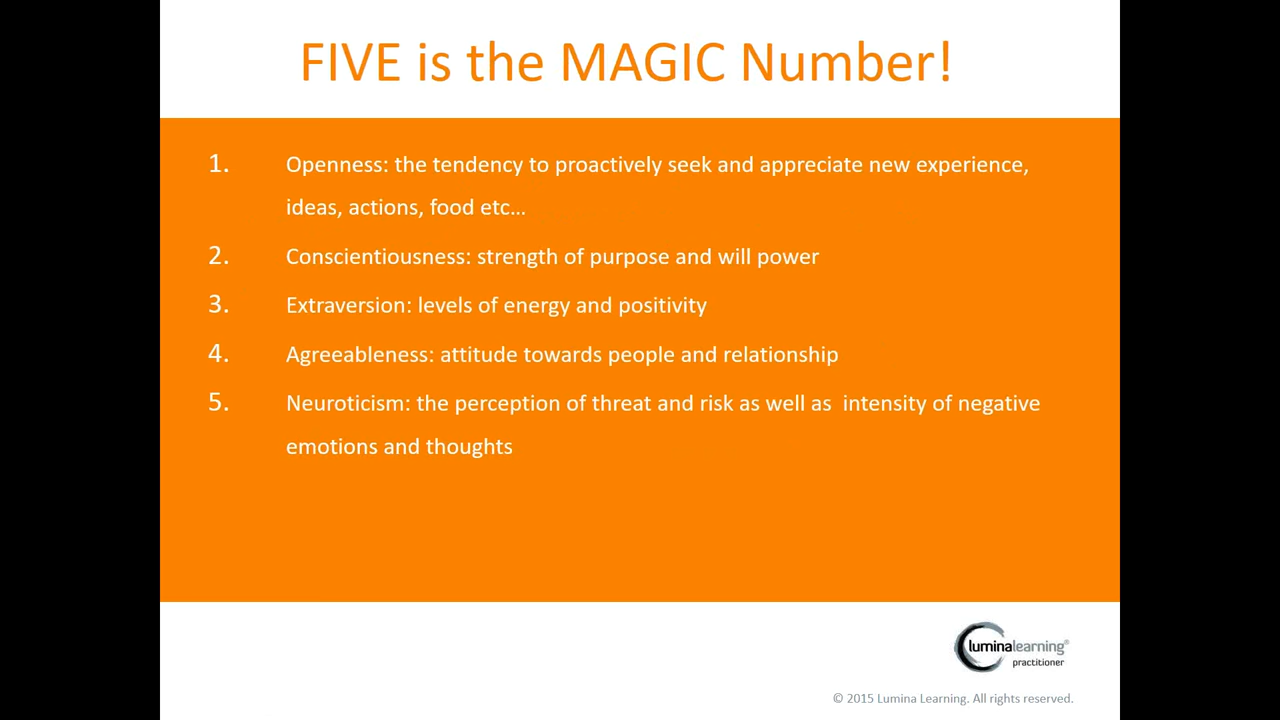 FIVE is the MAGIC Number!
1. Openness: the tendency to proactively seek and appreciate new experience,
ideas, actions, food etc...
2. Conscientiousness: strength of purpose and will power
3. Extraversion: levels of energy and positivity
4. Agreeableness: attitude towards people and relationship
5. Neuroticism: the perception of threat and risk as well as  intensity of negative
emotions and thoughts
luminalearning®
practitioner
© 2015 Lumina Learning. All rights reserved.